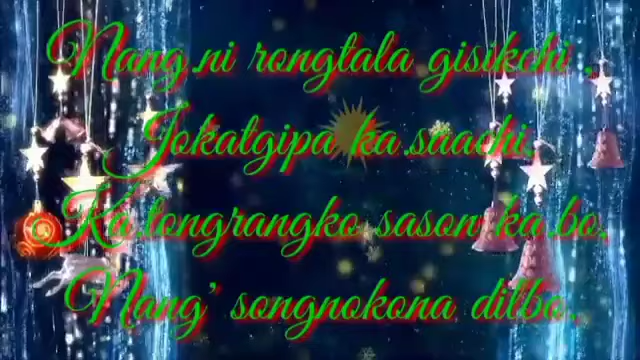 Nang.ni rongtala gisikchi ,
Jokatgipa ka.saachi
Ka.tongrangko sason ka.bo,
Nang' songnokona dilbo..